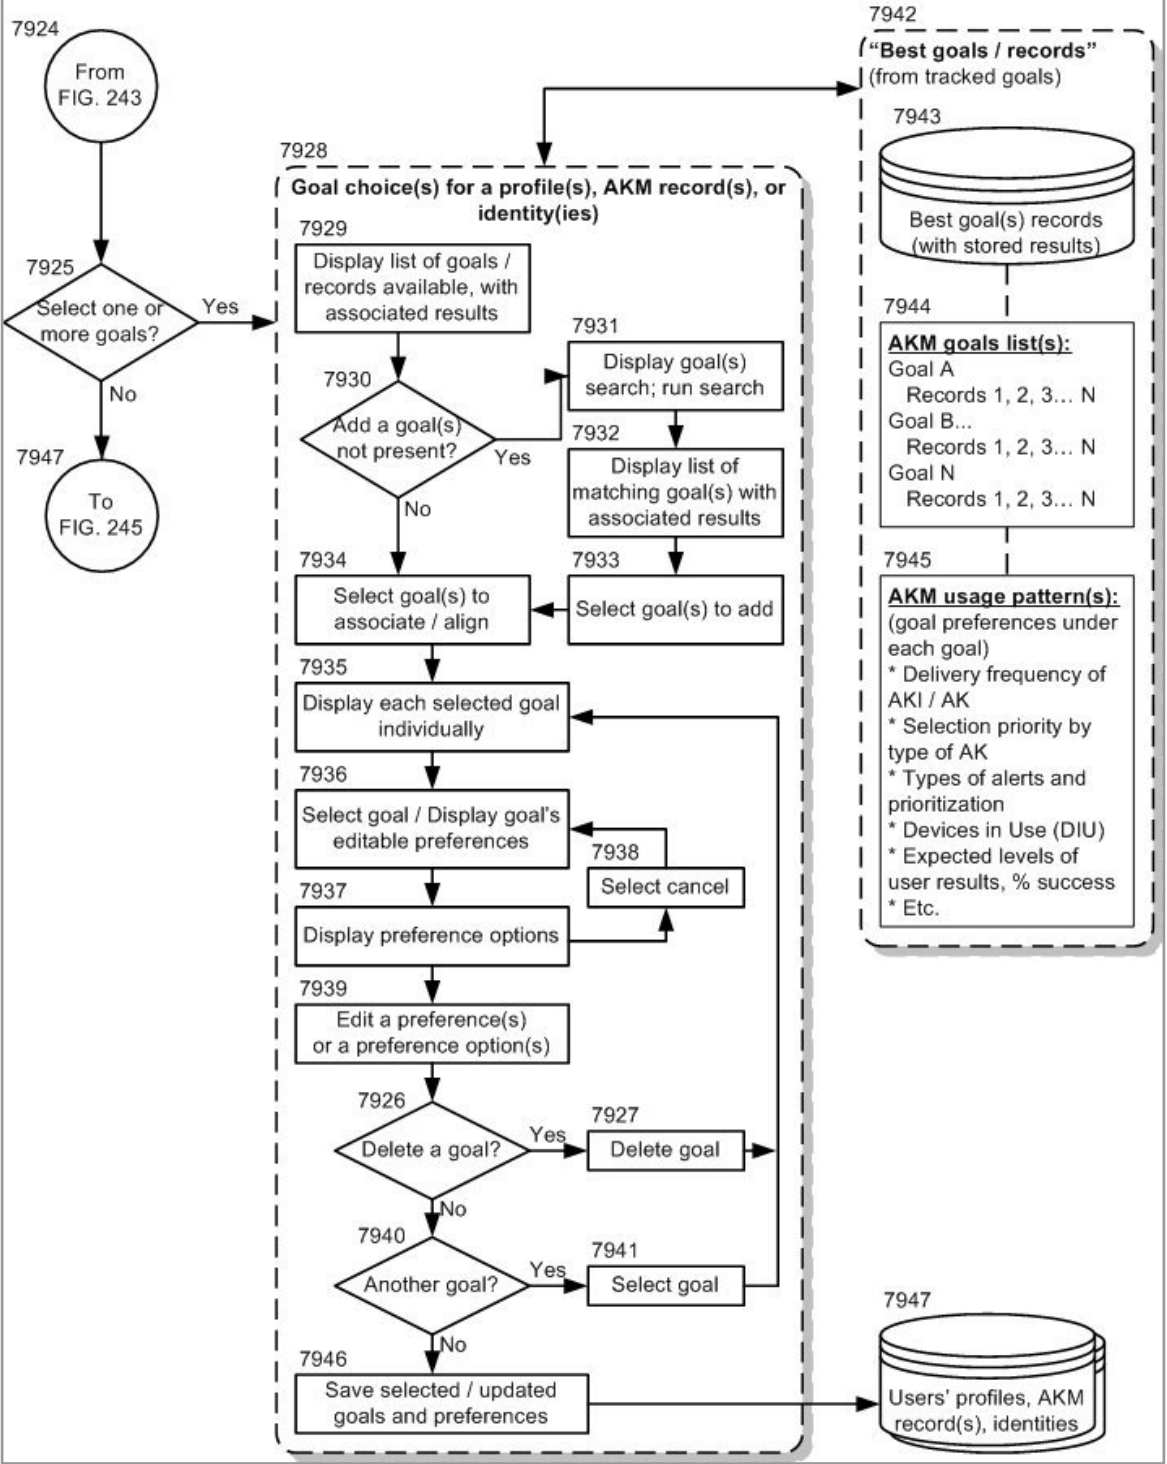 7924
From
FIG. 243
7925
Select one or
more goals?
Yes
No
7947
To
FIG. 245
7928
Goal choice(s) for a profile(s), AKM record(s), or
identity(ies)
7929
Display list of goals /
records available, with
associated results
7930
Add a goal(s)
not present?
Yes
No
7931
Display goal(s)
search; run search
7932
Display list of
matching goal(s) with
associated results
7933
Select goal(s) to add
7934
Select goal(s) to
associate / align
7935
Display each selected goal
individually
7936
Select goal / Display goal's
editable preferences
7937
Display preference options
7938
Select cancel
7939
Edit a preference(s)
or a preference option(s)
7926
Delete a goal?
Yes
No
7927
Delete goal
7940
Another goal?
Yes
No
7941
Select goal
7946
Save selected / updated
goals and preferences
7942
“Best goals / records”
(from tracked goals)
7943
Best goal(s) records
(with stored results)
7944
AKM goals list(s):
Goal A
Records 1, 2, 3... N
Goal B...
Records 1, 2, 3... N
Goal N
Records 1, 2, 3... N
7945
AKM usage pattern(s):
(goal preferences under
each goal)
* Delivery frequency of
AKI / AK
* Selection priority by
type of AK
* Types of alerts and
prioritization
* Devices in Use (DIU)
* Expected levels of
user results, % success
* Etc.
7947
Users’ profiles, AKM
record(s), identities